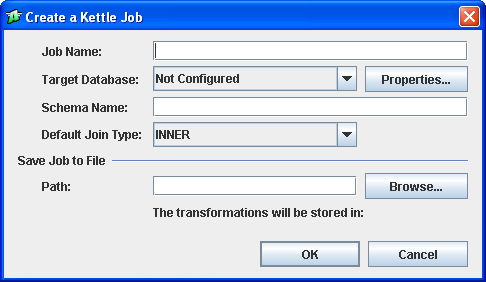 Create a Kettle Job
Job Name:
Target Database: Not Configured Properties...
Schema Name:
Default Join Type: INNER
Save Job to File
Path: Browse...
The transformations will be stored in:
OK Cancel